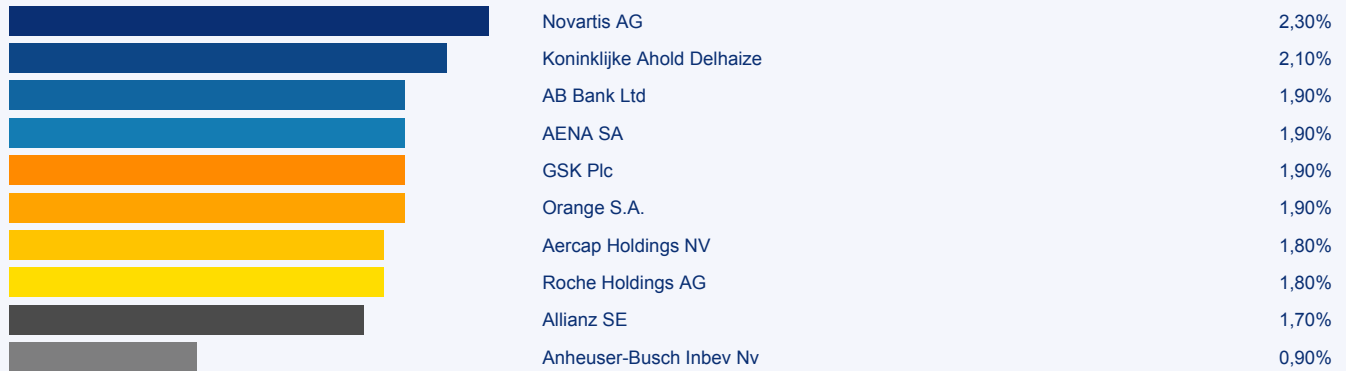 Novartis AG 2,30%
Koninklijke Ahold Delhaize 2,10%
AB Bank Ltd 1,90%
AENA SA 1,90%
GSK Plc 1,90%
Orange S.A. 1,90%
Aercap Holdings NV 1,80%
Roche Holdings AG 1,80%
Allianz SE 1,70%
Anheuser-Busch Inbev Nv 0,90%